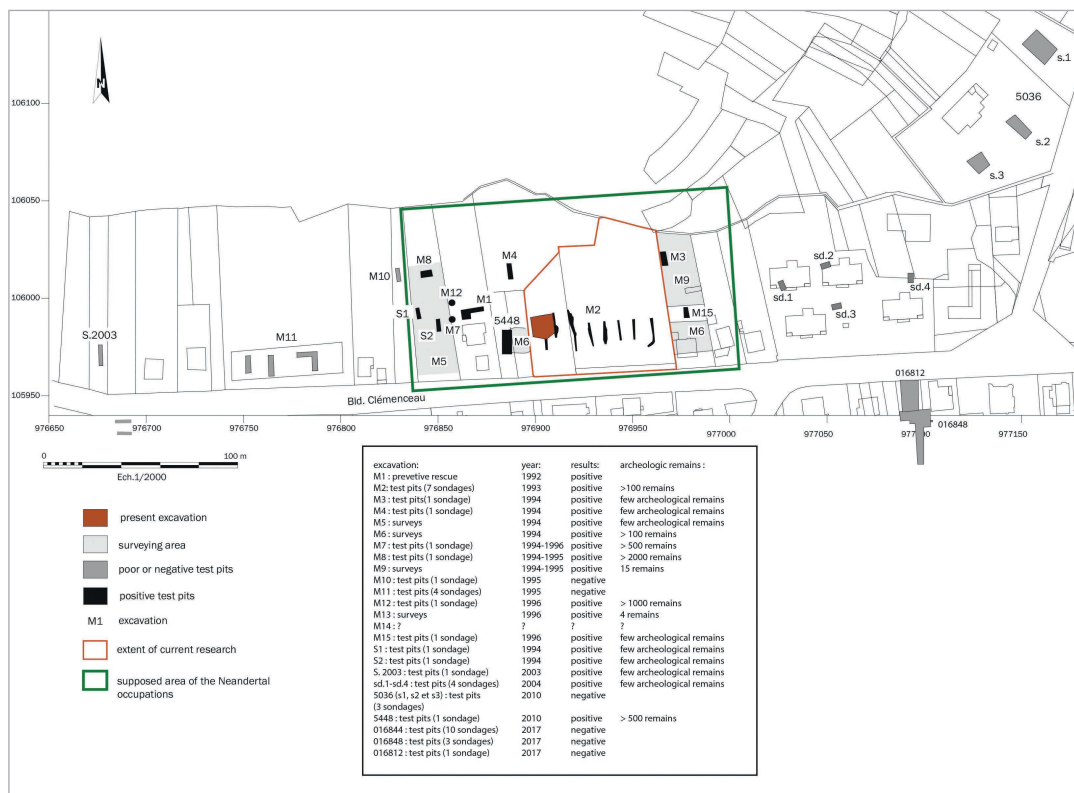 s.1
106100
5036
s.2
s.3
106050
M8
M4
M3
M10
M9
sd.2
106000
M12
M1
M2
sd.1
sd.4
S1
5448
M15
sd.3
S.2003
M11
S2
M7
M6
M6
M5
016812
105950
Bld. Clémenceau
016848
976650
976700
976750
976800
976850
976900
976950
977000
977050
977100
977150
0
100 m
Ech.1/2000
present excavation
surveying area
poor or negative test pits
positive test pits
M1 excavation
extent of current research
supposed area of the Neandertal
occupations
excavation: year: results: archeologic remains :
M1 : prevetive rescue 1992 positive
M2: test pits (7 sondages) 1993 positive >100 remains
M3 : test pits(1 sondage) 1994 positive few archeological remains
M4 : test pits (1 sondage) 1994 positive few archeological remains
M5 : surveys 1994 positive few archeological remains
M6 : surveys 1994 positive > 100 remains
M7 : test pits (1 sondage) 1994-1996 positive > 500 remains
M8 : test pits (1 sondage) 1994-1995 positive > 2000 remains
M9 : surveys 1994-1995 positive 15 remains
M10 : test pits (1 sondage) 1995 negative
M11 : test pits (4 sondages) 1995 negative
M12 : test pits (1 sondage) 1996 positive > 1000 remains
M13 : surveys 1996 positive 4 remains
M14 : ? ? ? ?
M15 : test pits (1 sondage) 1996 positive few archeological remains
S1 : test pits (1 sondage) 1994 positive few archeological remains
S2 : test pits (1 sondage) 1994 positive few archeological remains
S. 2003 : test pits (1 sondage) 2003 positive few archeological remains
sd.1-sd.4 : test pits (4 sondages) 2004 positive few archeological remains
5036 (s1, s2 et s3) : test pits 2010 negative
(3 sondages)
5448 : test pits (1 sondage) 2010 positive > 500 remains
016844 : test pits (10 sondages) 2017 negative
016848 : test pits (3 sondages) 2017 negative
016812 : test pits (1 sondage) 2017 negative